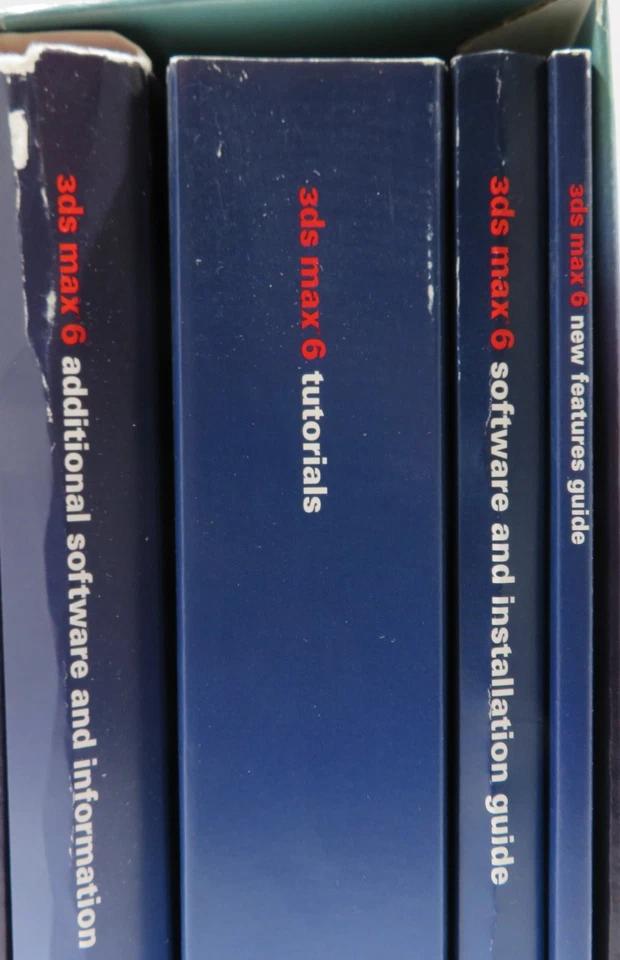 3ds max 6 additional software and information
3ds max 6 tutorials
3ds max 6 software and installation guide
3ds max 6 new features guide